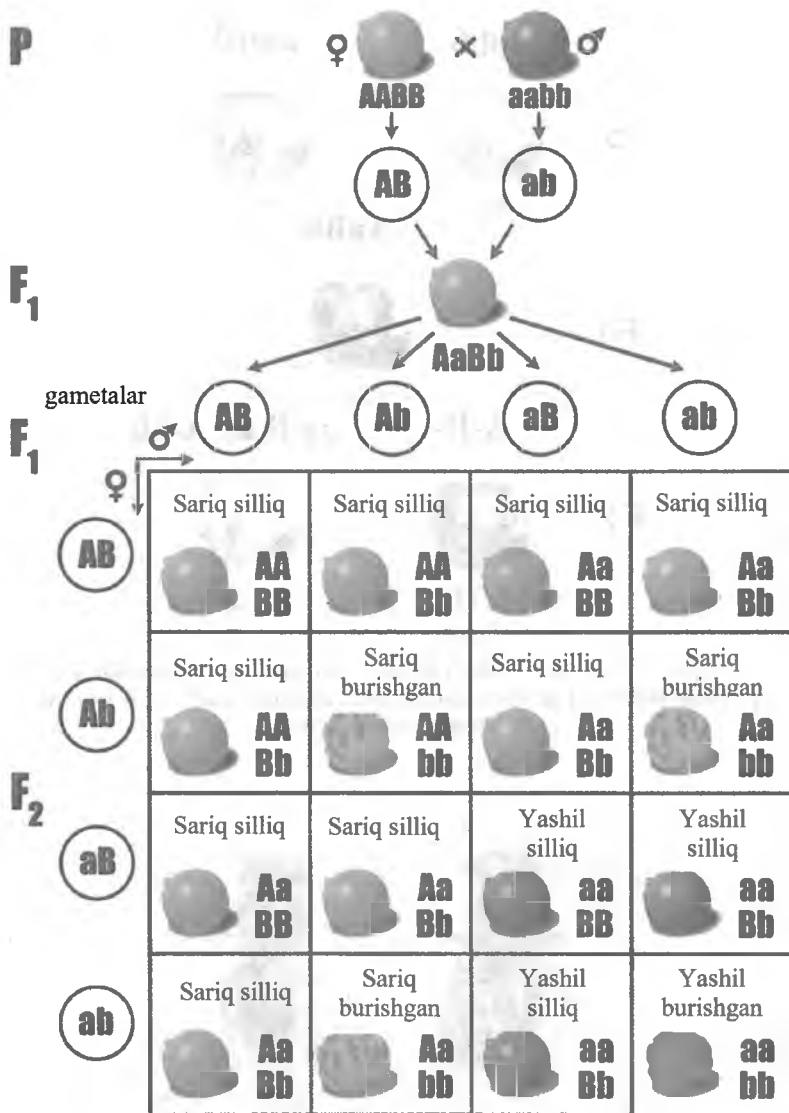 P
♀ × ♂
AABB aabb
AB ab
F₁
AaBb
gametalar
AB Ab aB ab
F₁
♂
♀
Sariq silliq Sariq silliq Sariq silliq Sariq silliq
AB
AA AA Aa Aa
BB Bb BB Bb
Sariq silliq Sariq Sariq silliq Sariq
burishgan burishgan
Ab
AA AA Aa Aa
Bb bb Bb bb
F₂
Sariq silliq Sariq silliq Yashil Yashil
silliq silliq
aB
Aa Aa aa aa
BB Bb BB Bb
Sariq silliq Sariq Yashil Yashil
burishgan silliq burishgan
ab
Aa Aa aa aa
Bb bb Bb bb